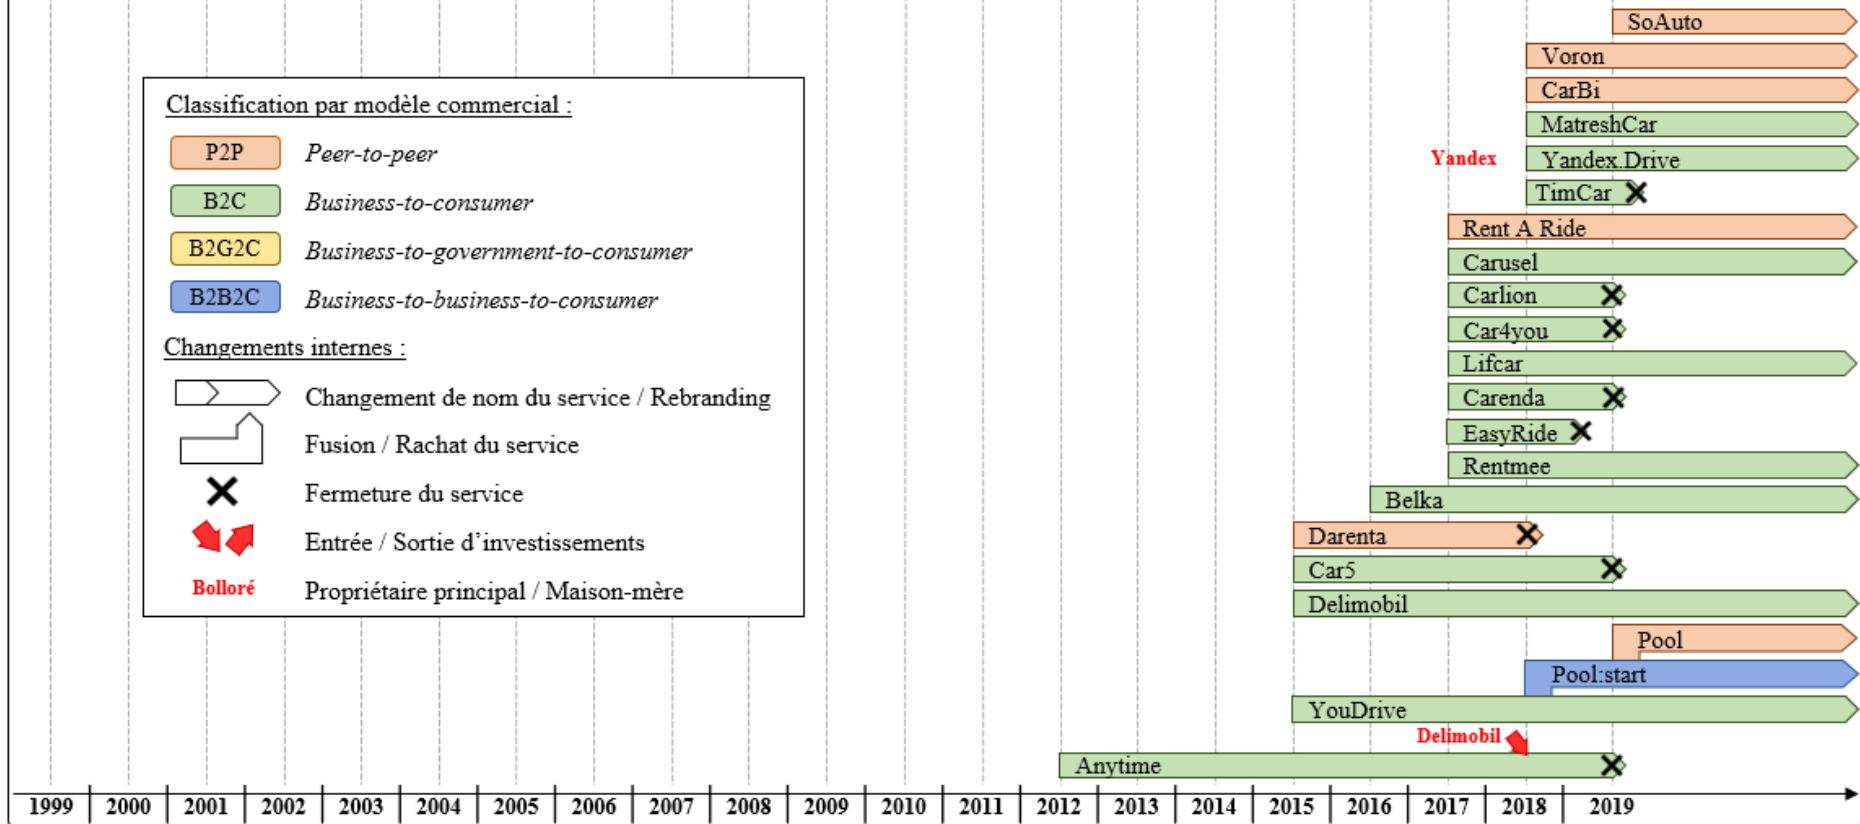 SoAuto
Voron
CarBi
MatreshCar
Yandex
Yandex.Drive
TimCar
Rent A Ride
Carusel
Carlion
Car4you
Lifcar
Carenda
EasyRide
Rentmee
Belka
Darenta
Car5
Delimobil
Pool
Pool:start
YouDrive
Delimobil
Anytime
Classification par modèle commercial :
P2P Peer-to-peer
B2C Business-to-consumer
B2G2C Business-to-government-to-consumer
B2B2C Business-to-business-to-consumer
Changements internes :
Changement de nom du service / Rebranding
Fusion / Rachat du service
Fermeture du service
Entrée / Sortie d’investissements
Bolloré Propriétaire principal / Maison-mère
1999 2000 2001 2002 2003 2004 2005 2006 2007 2008 2009 2010 2011 2012 2013 2014 2015 2016 2017 2018 2019